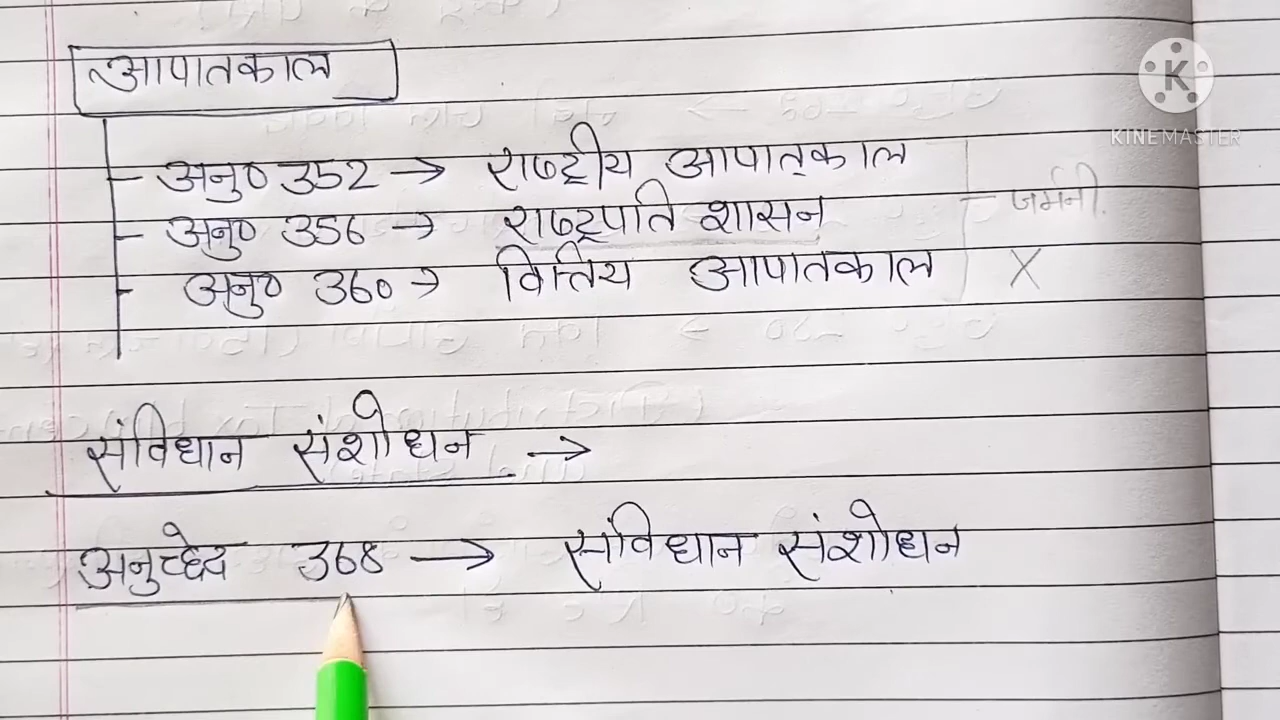 आपातकाल
KINEMASTER
अनु० 352 → राष्ट्रीय आपात्काल
अनु० 356 → राष्ट्रपति शासन
जर्मनी.
अनु० 360 → वित्तिय आपातकाल X
संविधान संशोधन →
अनुच्छेद 368 → संविधान संशोधन